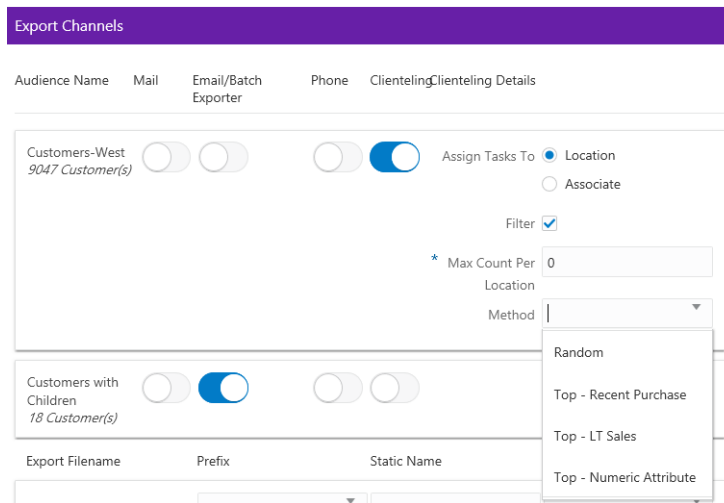 Export Channels
Audience Name Mail Email/Batch Exporter Phone Clienteling Clienteling Details
Customers-West
9047 Customer(s)
Assign Tasks To Location
Associate
Filter
* Max Count Per Location 0
Method
Random
Top - Recent Purchase
Top - LT Sales
Top - Numeric Attribute
Customers with
Children
18 Customer(s)
Export Filename Prefix Static Name